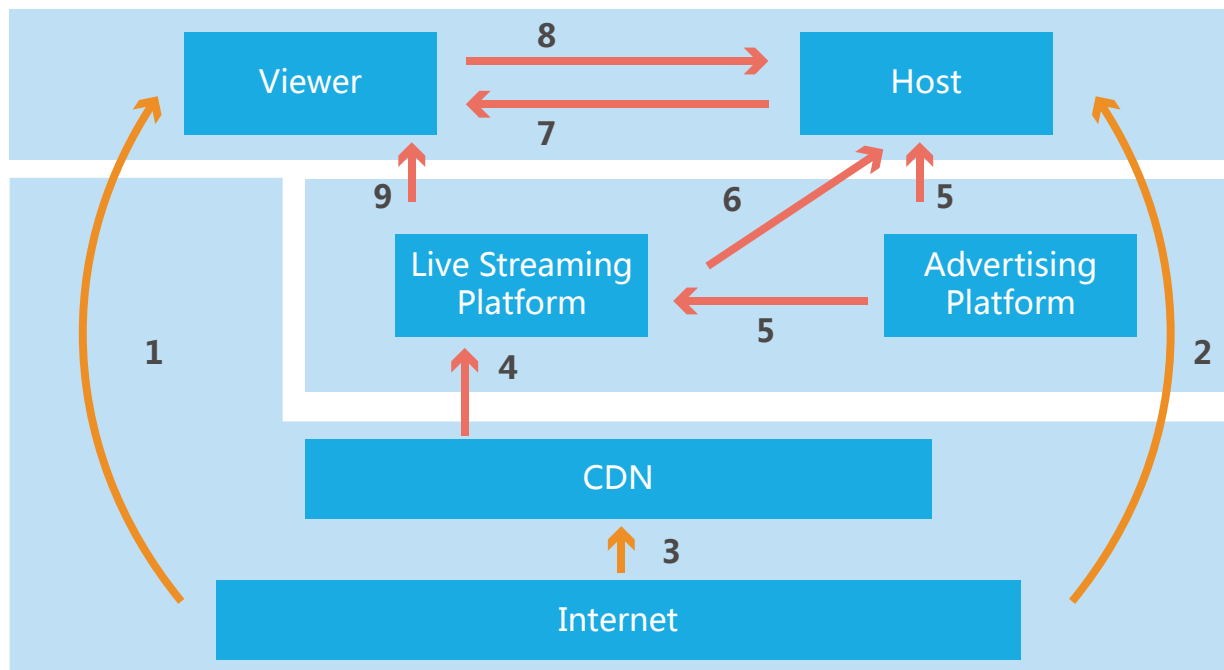 8
Viewer
Host
7
9
6
5
Live Streaming
Platform
Advertising
Platform
5
1
4
2
CDN
3
Internet